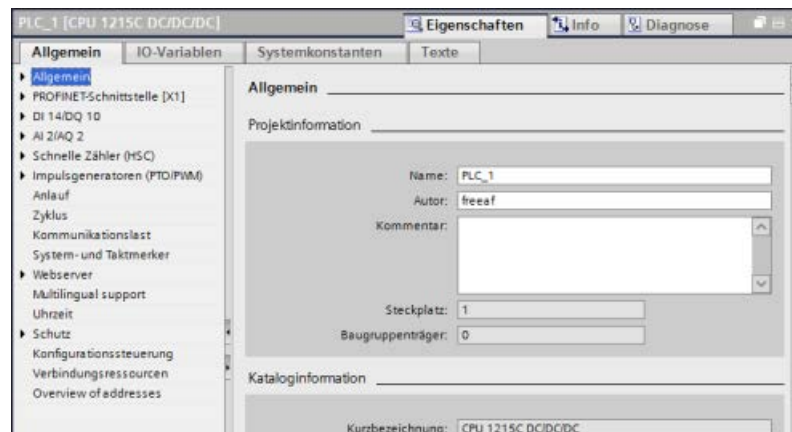 PLC_1 [CPU 1215C DC/DC/DC]
Eigenschaften
Info
Diagnose
Allgemein
IO-Variablen
Systemkonstanten
Texte
Allgemein
PROFINET-Schnittstelle [X1]
DI 14/DQ 10
AI 2/AQ 2
Schnelle Zähler (HSC)
Impulsgeneratoren (PTO/PWM)
Anlauf
Zyklus
Kommunikationslast
System- und Taktmerker
Webserver
Multilingual support
Uhrzeit
Schutz
Konfigurationssteuerung
Verbindungsressourcen
Overview of addresses
Allgemein
Projektinformation
Name: PLC_1
Autor: freeaf
Kommentar:
Steckplatz: 1
Baugruppenträger: 0
Kataloginformation
Kurzbezeichnung: CPU 1215C DC/DC/DC